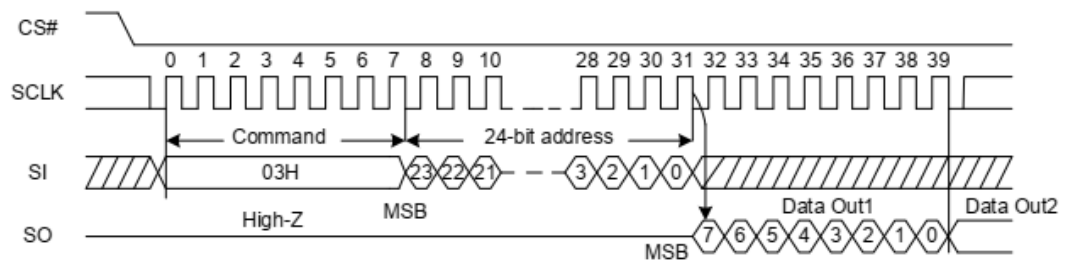 CS#
0 1 2 3 4 5 6 7 8 9 10 28 29 30 31 32 33 34 35 36 37 38 39
SCLK
Command 24-bit address
SI 03H 23 22 21 3 2 1 0
High-Z MSB Data Out1 Data Out2
SO MSB 7 6 5 4 3 2 1 0